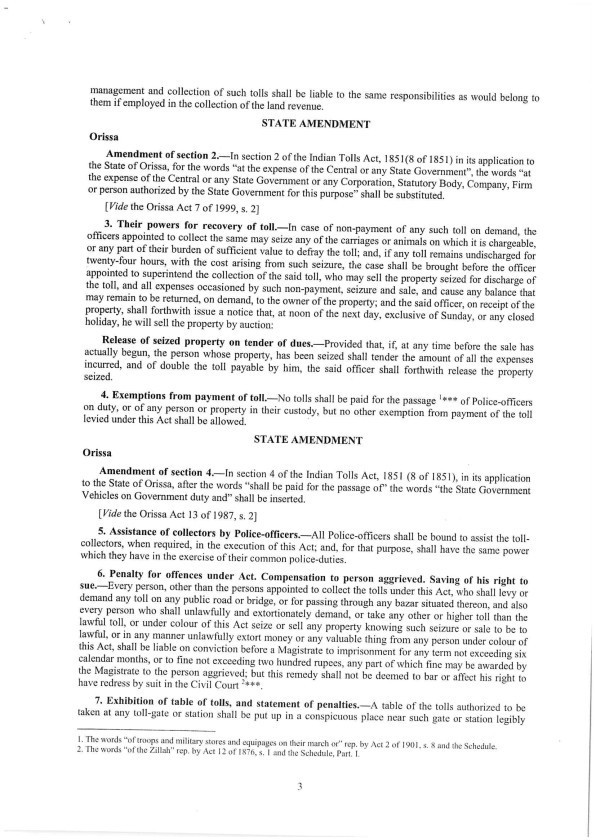 management and collection of such tolls shall be liable to the same responsibilities as would belong to
them if employed in the collection of the land revenue.
STATE AMENDMENT
Orissa
Amendment of section 2.—In section 2 of the Indian Tolls Act, 1851(8 of 1851) in its application to
the State of Orissa, for the words “at the expense of the Central or any State Government”, the words “at
the expense of the Central or any State Government or any Corporation, Statutory Body, Company, Firm
or person authorized by the State Government for this purpose” shall be substituted.
[Vide the Orissa Act 7 of 1999, s. 2]
3. Their powers for recovery of toll.—In case of non-payment of any such toll on demand, the
officers appointed to collect the same may seize any of the carriages or animals on which it is chargeable,
or any part of their burden of sufficient value to defray the toll; and, if any toll remains undischarged for
twenty-four hours, with the cost arising from such seizure, the case shall be brought before the officer
appointed to superintend the collection of the said toll, who may sell the property seized for discharge of
the toll, and all expenses occasioned by such non-payment, seizure and sale, and cause any balance that
may remain to be returned, on demand, to the owner of the property; and the said officer, on receipt of the
property, shall forthwith issue a notice that, at noon of the next day, exclusive of Sunday, or any closed
holiday, he will sell the property by auction:
Release of seized property on tender of dues.—Provided that, if, at any time before the sale has
actually begun, the person whose property, has been seized shall tender the amount of all the expenses
incurred, and of double the toll payable by him, the said officer shall forthwith release the property
seized.
4. Exemptions from payment of toll.—No tolls shall be paid for the passage 1*** of Police-officers
on duty, or of any person or property in their custody, but no other exemption from payment of the toll
levied under this Act shall be allowed.
STATE AMENDMENT
Orissa
Amendment of section 4.—In section 4 of the Indian Tolls Act, 1851 (8 of 1851), in its application
to the State of Orissa, after the words “shall be paid for the passage of” the words “the State Government
Vehicles on Government duty and” shall be inserted.
[Vide the Orissa Act 13 of 1987, s. 2]
5. Assistance of collectors by Police-officers.—All Police-officers shall be bound to assist the toll-
collectors, when required, in the execution of this Act; and, for that purpose, shall have the same power
which they have in the exercise of their common police-duties.
6. Penalty for offences under Act. Compensation to person aggrieved. Saving of his right to
sue.—Every person, other than the persons appointed to collect the tolls under this Act, who shall levy or
demand any toll on any public road or bridge, or for passing through any bazar situated thereon, and also
every person who shall unlawfully and extortionately demand, or take any other or higher toll than the
lawful toll, or under colour of this Act seize or sell any property knowing such seizure or sale to be to
lawful, or in any manner unlawfully extort money or any valuable thing from any person under colour of
this Act, shall be liable on conviction before a Magistrate to imprisonment for any term not exceeding six
calendar months, or to fine not exceeding two hundred rupees, any part of which fine may be awarded by
the Magistrate to the person aggrieved; but this remedy shall not be deemed to bar or affect his right to
have redress by suit in the Civil Court 2***.
7. Exhibition of table of tolls, and statement of penalties.—A table of the tolls authorized to be
taken at any toll-gate or station shall be put up in a conspicuous place near such gate or station legibly
1. The words “of troops and military stores and equipages on their march or” rep. by Act 2 of 1901, s. 8 and the Schedule.
2. The words “of the Zillah” rep. by Act 12 of 1876, s. 1 and the Schedule, Part. I.
3